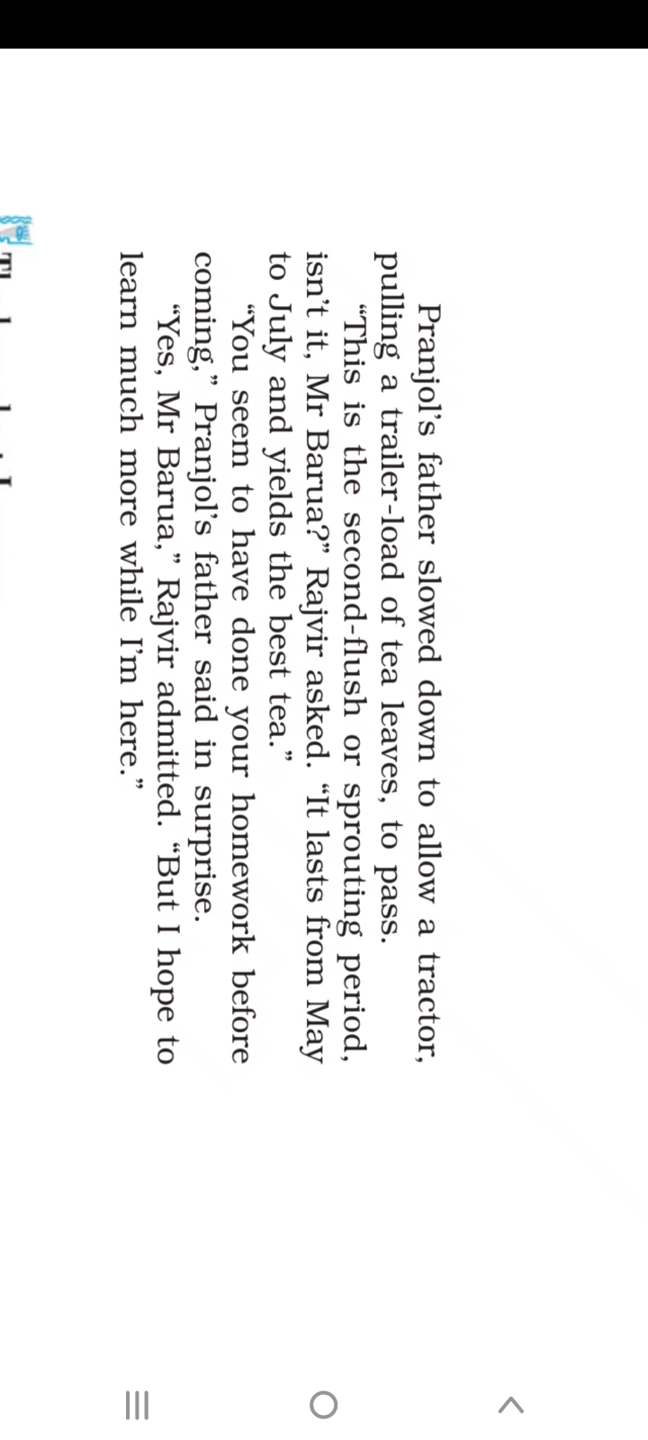 Pranjol’s father slowed down to allow a tractor,
pulling a trailer-load of tea leaves, to pass.
“This is the second-flush or sprouting period,
isn’t it, Mr Barua?” Rajvir asked. “It lasts from May
to July and yields the best tea.”
“You seem to have done your homework before
coming,” Pranjol’s father said in surprise.
“Yes, Mr Barua,” Rajvir admitted. “But I hope to
learn much more while I’m here.”